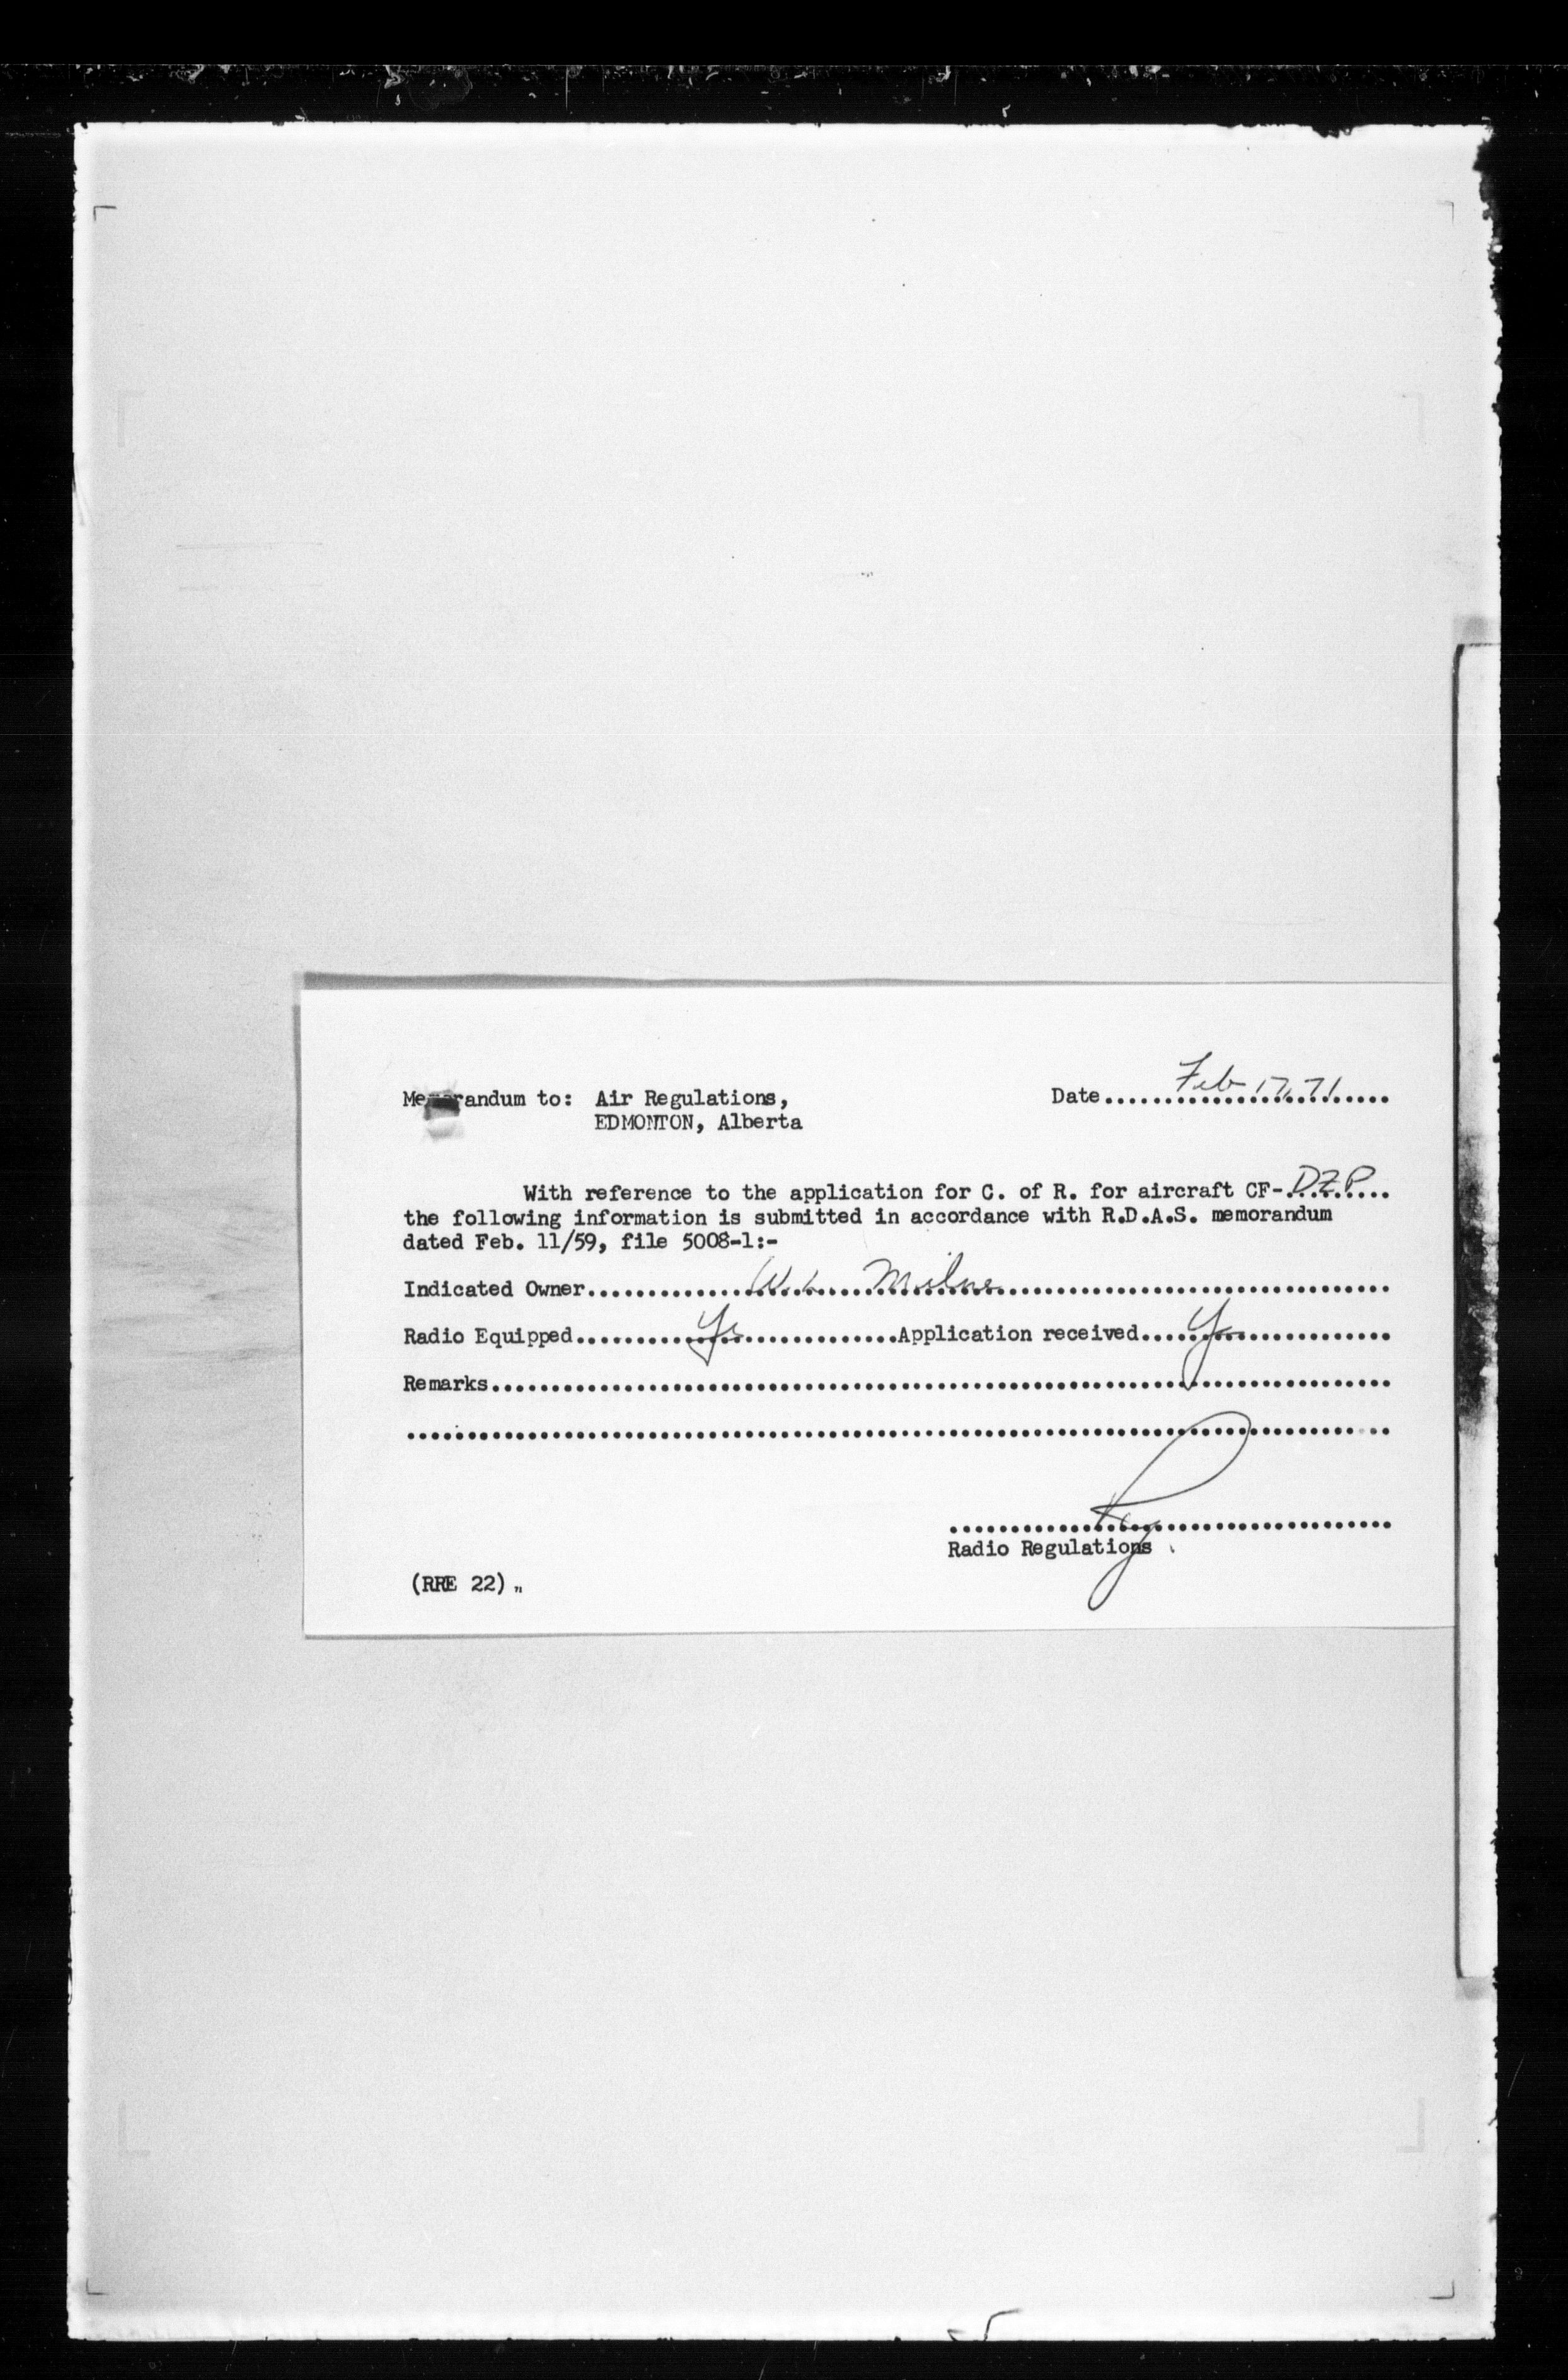 Memorandum to: Air Regulations, Date Feb 17, 71
EDMONTON, Alberta
With reference to the application for C. of R. for aircraft CF-DZP
the following information is submitted in accordance with R.D.A.S. memorandum
dated Feb. 11/59, file 5008-1:-
Indicated Owner W. L. Milne
Radio Equipped Yes Application received Yes
Remarks
Radio Regulations
(RRE 22)